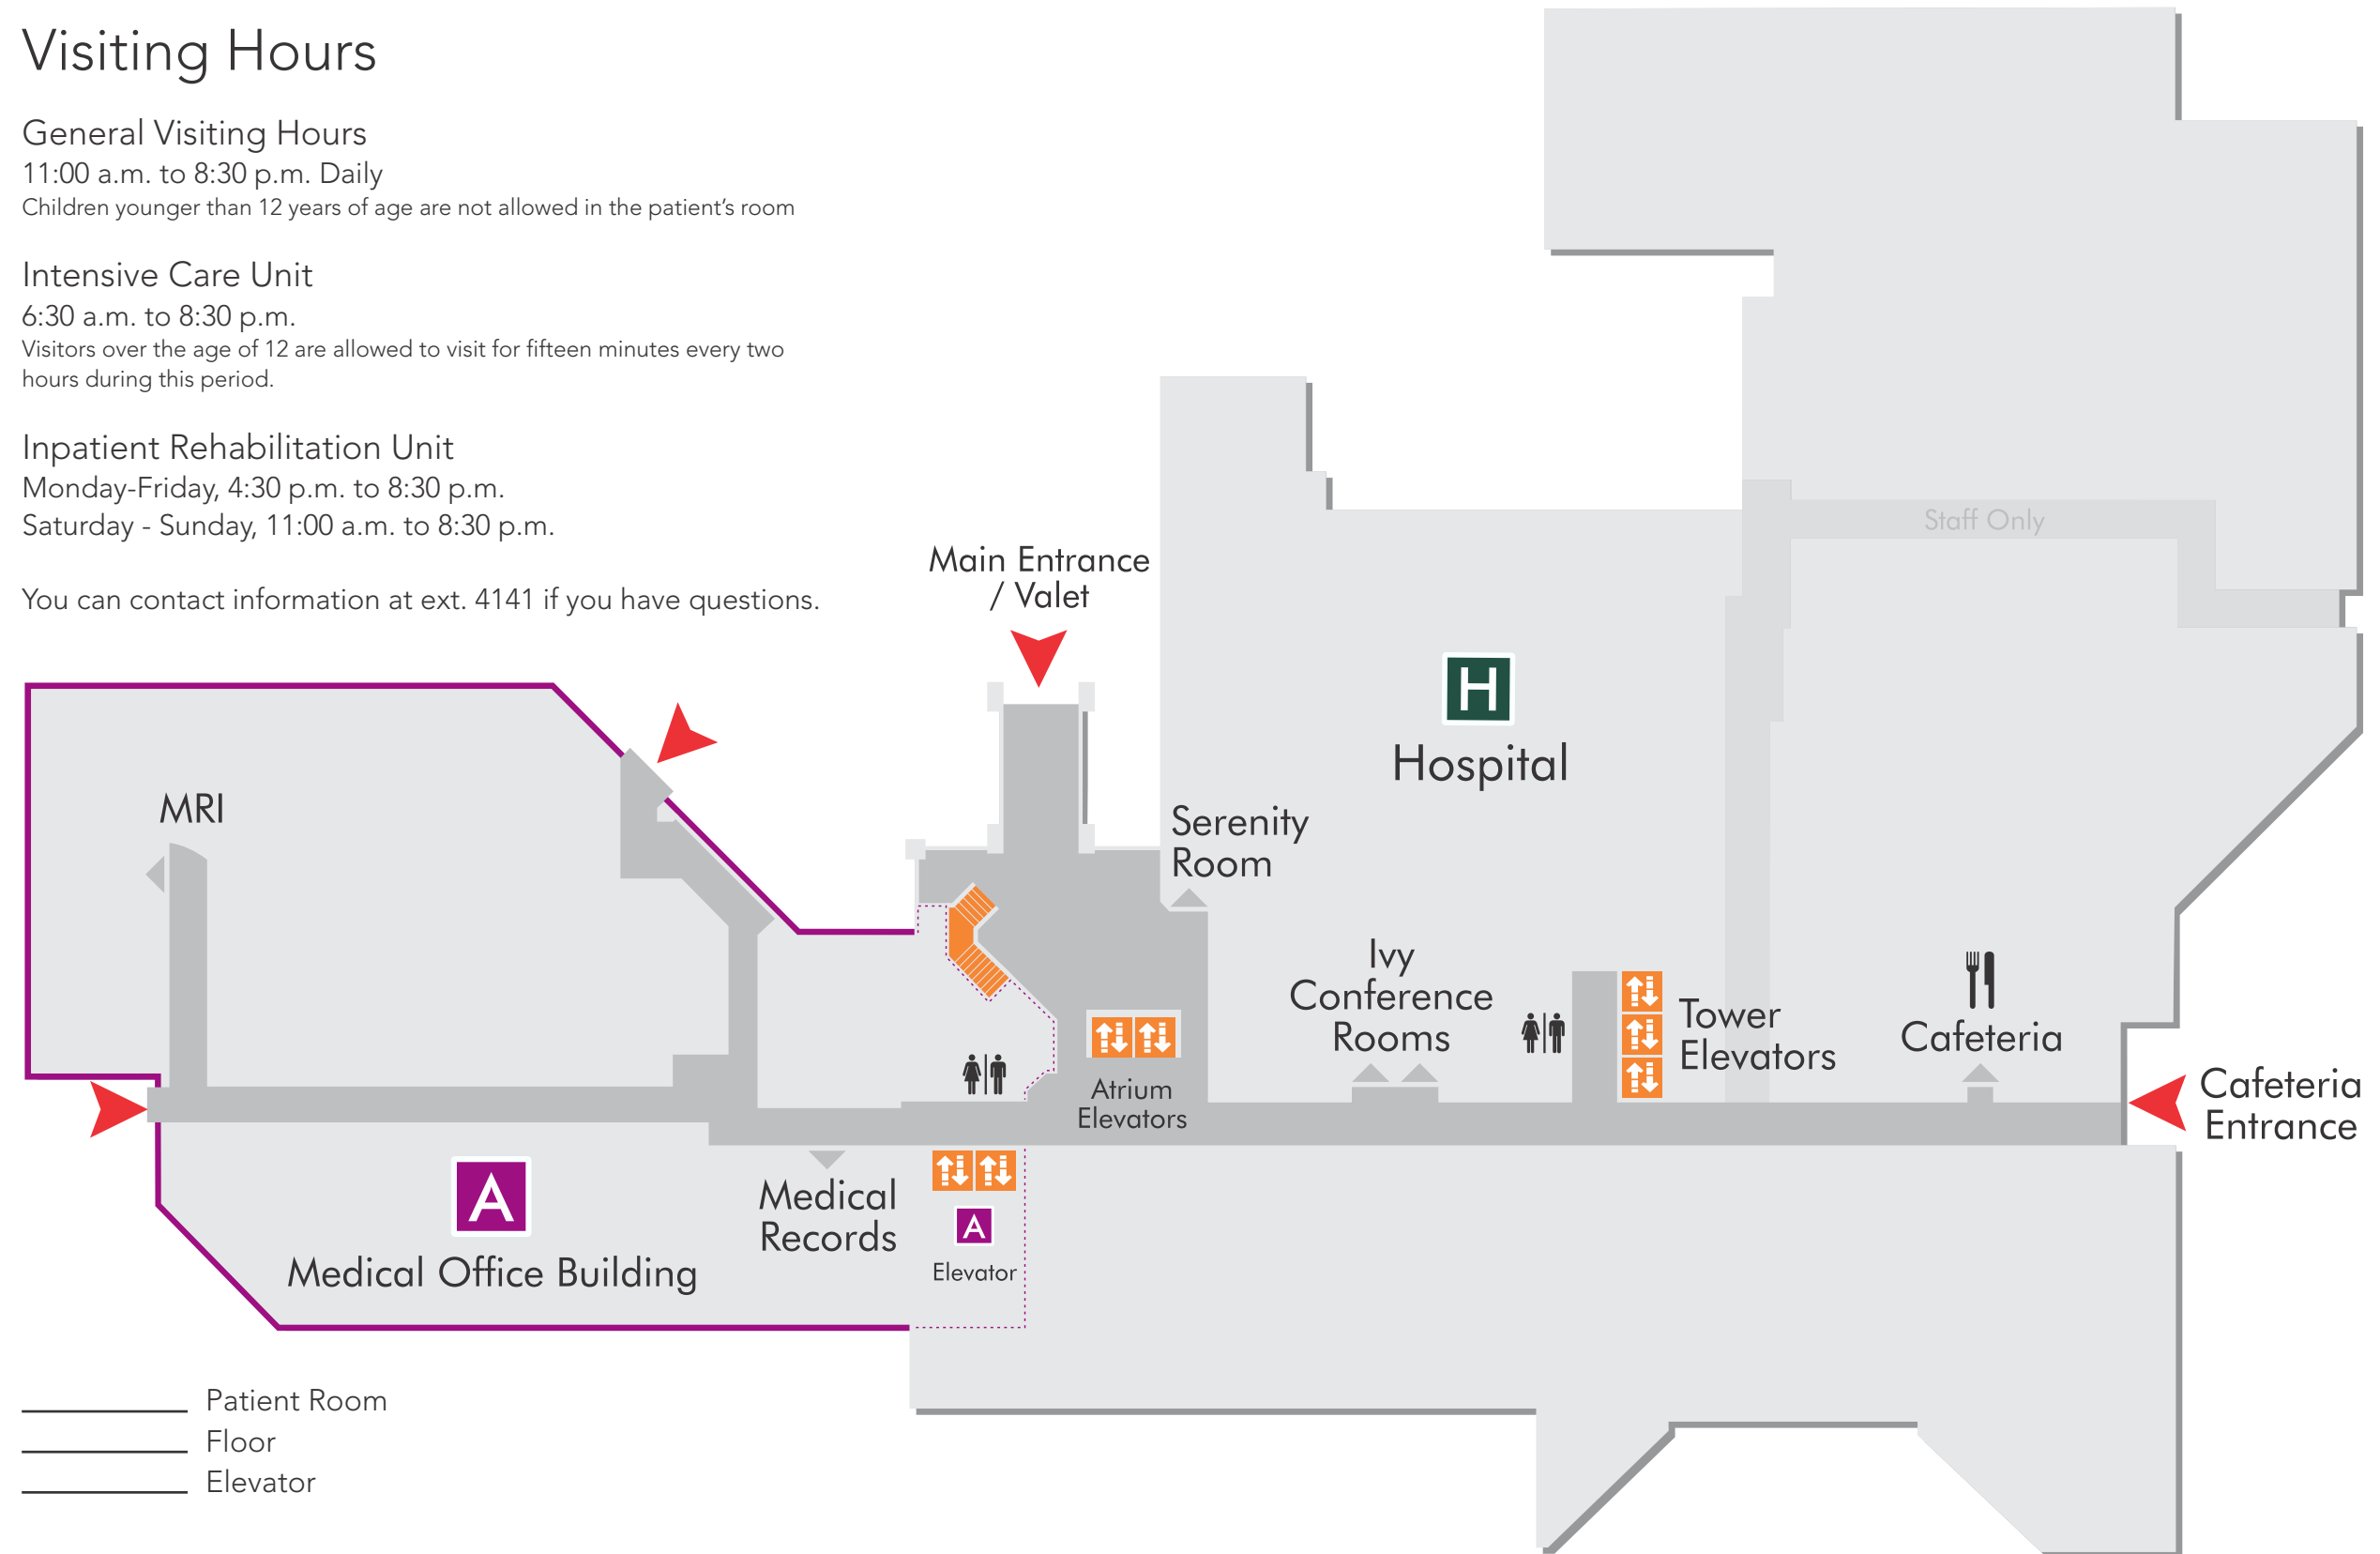 Visiting Hours
General Visiting Hours
11:00 a.m. to 8:30 p.m. Daily
Children younger than 12 years of age are not allowed in the patient’s room
Intensive Care Unit
6:30 a.m. to 8:30 p.m.
Visitors over the age of 12 are allowed to visit for fifteen minutes every two
hours during this period.
Inpatient Rehabilitation Unit
Monday-Friday, 4:30 p.m. to 8:30 p.m.
Saturday - Sunday, 11:00 a.m. to 8:30 p.m.
You can contact information at ext. 4141 if you have questions.
Staff Only
Main Entrance
/ Valet
H
Hospital
MRI
Serenity
Room
Ivy
Conference
Rooms
Tower
Elevators
Cafeteria
Cafeteria
Entrance
Atrium
Elevators
A
Medical Office Building
Medical
Records
A
Elevator
Patient Room
Floor
Elevator